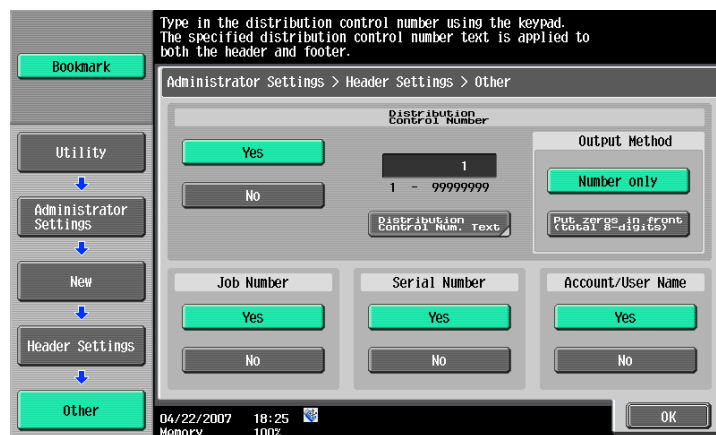 Type in the distribution control number using the keypad.
The specified distribution control number text is applied to
both the header and footer.
Bookmark
Administrator Settings > Header Settings > Other
Utility
Administrator
Settings
New
Header Settings
Other
Distribution
Control Number
Yes
No
1
1 - 99999999
Distribution
Control Num. Text
Output Method
Number only
Put zeros in front
(total 8-digits)
Job Number
Yes
No
Serial Number
Yes
No
Account/User Name
Yes
No
04/22/2007 18:25
Memory 100%
OK